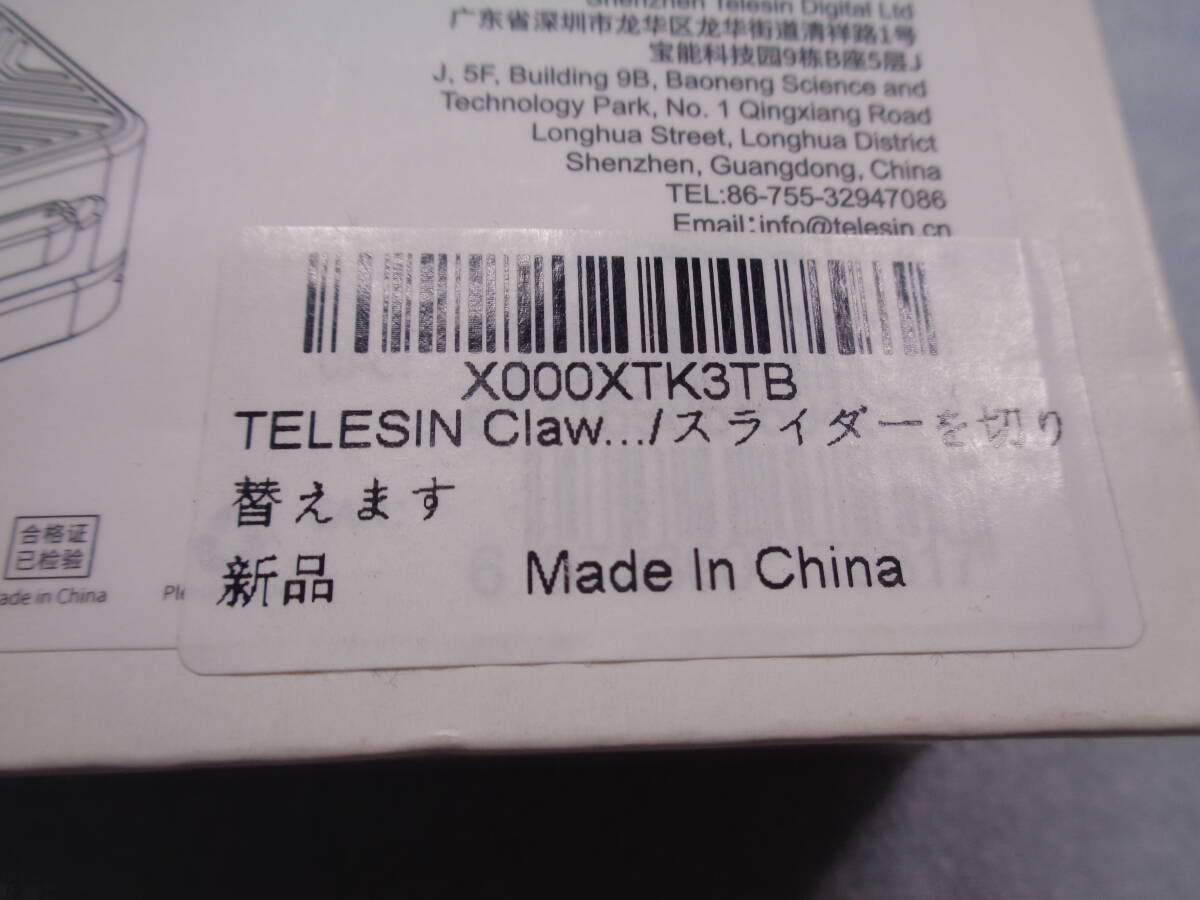 Shenzhen Telesin Digital Ltd
广东省深圳市龙华区龙华街道清祥路1号
宝能科技园9栋B座5层J
J, 5F, Building 9B, Baoneng Science and
Technology Park, No. 1 Qingxiang Road
Longhua Street, Longhua District
Shenzhen, Guangdong, China
TEL:86-755-32947086
Email:info@telesin.cn
X000XTK3TB
TELESIN Claw.../スライダーを切り
替えます
新品 Made In China
合格证
已检验
ade in China